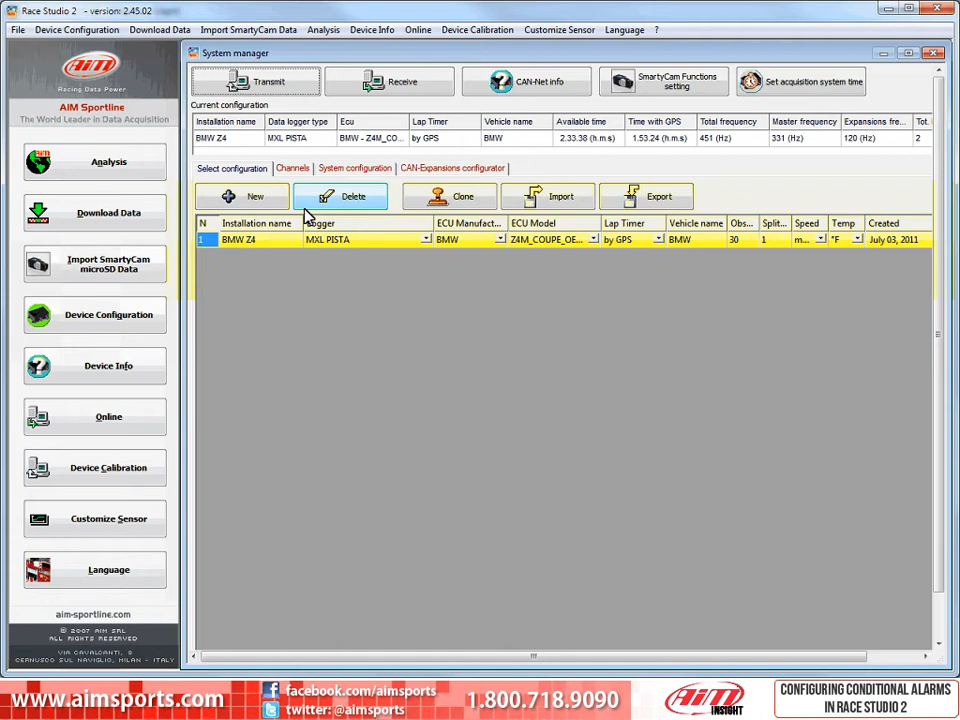 Race Studio 2 - version: 2.45.02
File Device Configuration Download Data Import SmartyCam Data Analysis Device Info Online Device Calibration Customize Sensor Language ?
AIM
Racing Data Power
AIM Sportline
The World Leader in Data Acquisition
Analysis
Download Data
Import SmartyCam
microSD Data
Device Configuration
Device Info
Online
Device Calibration
Customize Sensor
Language
aim-sportline.com
© 2007 AIM SRL
ALL RIGHTS RESERVED
VIA CAVALCANTI, 8
CERNUSCO SUL NAVIGLIO, MILAN - ITALY
System manager
Transmit Receive CAN-Net info SmartyCam Functions setting Set acquisition system time
Current configuration
Installation name Data logger type Ecu Lap Timer Vehicle name Available time Time with GPS Total frequency Master frequency Expansions fre... Tot.
BMW Z4 MXL PISTA BMW - Z4M_CO... by GPS BMW 2.33.38 (h.m.s) 1.53.24 (h.m.s) 451 (Hz) 331 (Hz) 120 (Hz) 2
Select configuration Channels System configuration CAN-Expansions configurator
New Delete Clone Import Export
N Installation name Logger ECU Manufact... ECU Model Lap Timer Vehicle name Obs... Split... Speed Temp Created
1 BMW Z4 MXL PISTA BMW Z4M_COUPE_OE... by GPS BMW 30 1 m... °F July 03, 2011
www.aimsports.com
facebook.com/aimsports
twitter: @aimsports
1.800.718.9090
AIM
INSIGHT
CONFIGURING CONDITIONAL ALARMS
IN RACE STUDIO 2